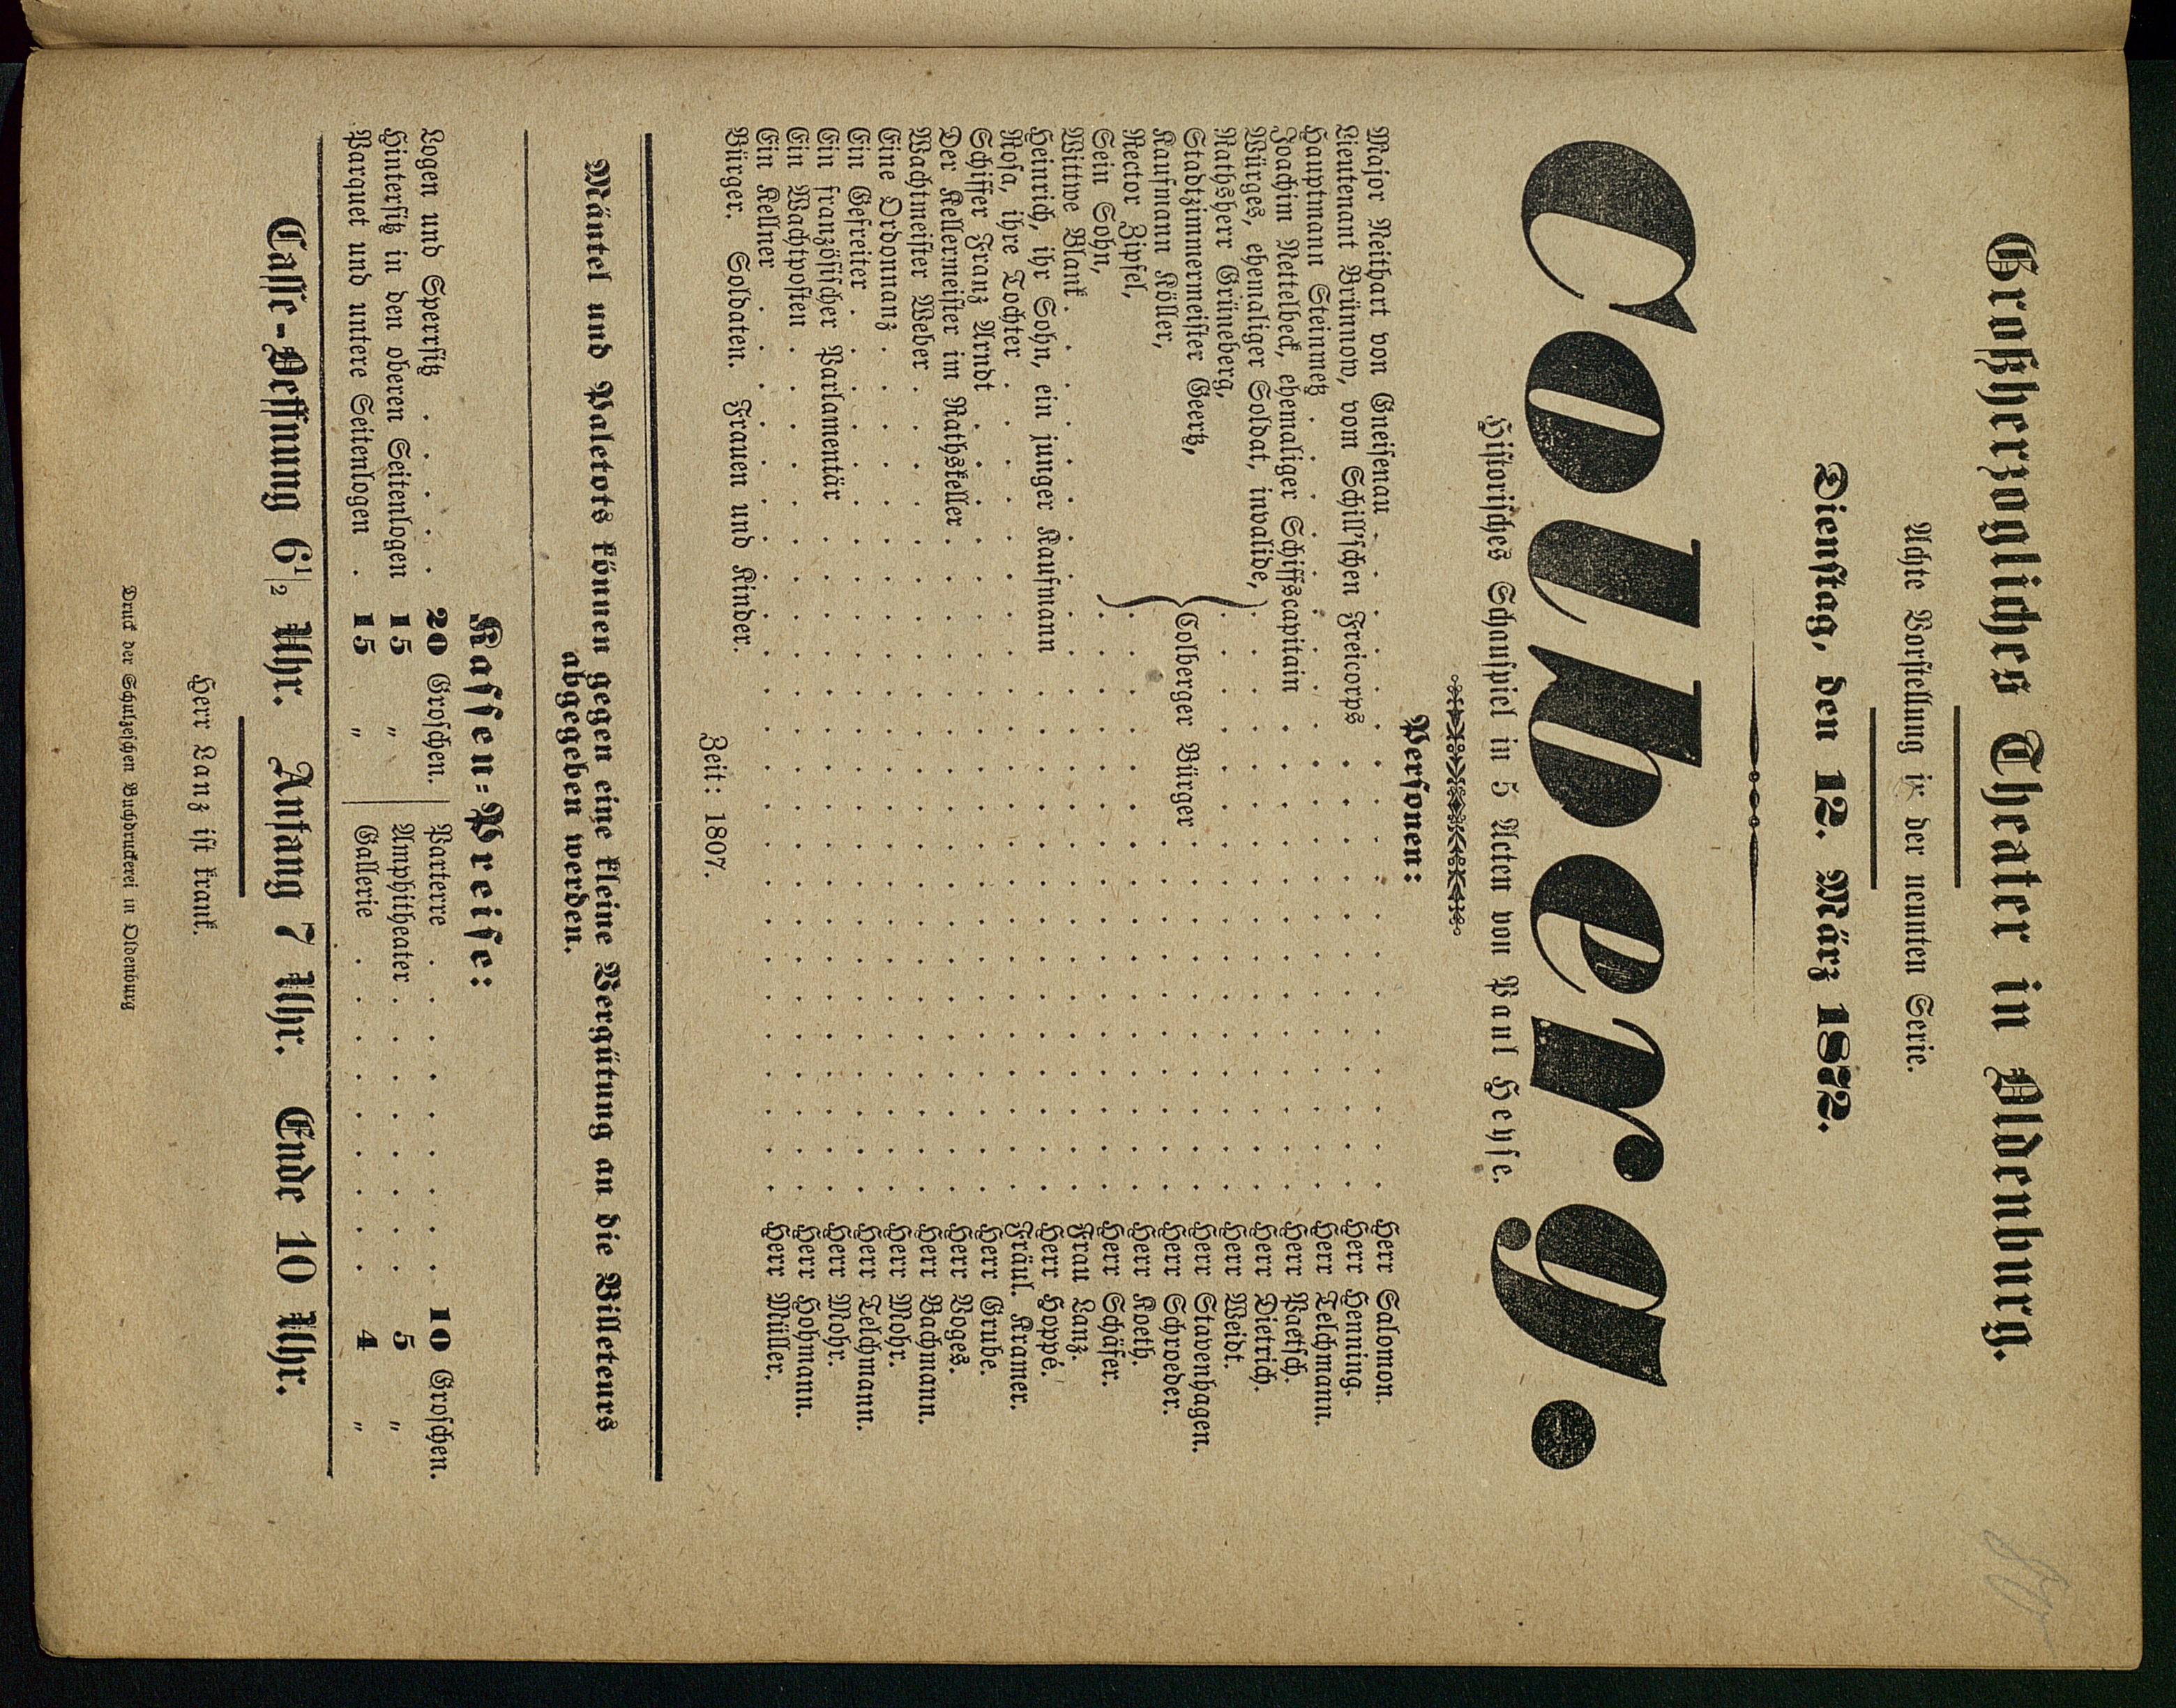 Großherzogliches Theater in Oldenburg.
Achte Vorstellung in der neunten Serie.
Dienstag, den 12. März 1872.
Colberg.
Historisches Schauspiel in 5 Acten von Paul Heyse.
Personen:
Major Neithart von Gneisenau . . . Herr Salomon.
Lieutenant Brünnow, vom Schill'schen Freicorps . . . Herr Henning.
Hauptmann Steinmetz . . . Herr Telchmann.
Joachim Nettelbeck, ehemaliger Schiffscapitain . . . Herr Paetsch.
Würges, ehemaliger Soldat, invalide, . . . Herr Dietrich.
Rathsherr Grüneberg, . . . Herr Weidt.
Stadtzimmermeister Geertz, } Colberger Bürger . . . Herr Stavenhagen.
Kaufmann Köller, . . . Herr Schroeder.
Rector Zipfel, . . . Herr Koeth.
Sein Sohn, . . . Herr Schäfer.
Wittwe Blank . . . Frau Lanz.
Heinrich, ihr Sohn, ein junger Kaufmann . . . Herr Hoppé.
Rosa, ihre Tochter . . . Fräul. Kramer.
Schiffer Franz Arndt . . . Herr Grube.
Der Kellermeister im Rathskeller . . . Herr Voges.
Wachtmeister Weber . . . Herr Bachmann.
Eine Ordonnanz . . . Herr Mohr.
Ein Gefreiter . . . Herr Telchmann.
Ein französischer Parlamentär . . . Herr Mohr.
Ein Wachtposten . . . Herr Hohmann.
Ein Kellner . . . Herr Müller.
Bürger. Soldaten. Frauen und Kinder.
Zeit: 1807.
Mäntel und Paletots können gegen eine kleine Vergütung an die Billeteurs
abgegeben werden.
Kassen-Preise:
Logen und Sperrsitz . . . . . 20 Groschen. Parterre . . . 10 Groschen.
Hintersitz in den oberen Seitenlogen 15 " Amphitheater . . . 5 "
Parquet und untere Seitenlogen . 15 " Gallerie . . . 4 "
Casse-Oeffnung 6 1/2 Uhr. Anfang 7 Uhr. Ende 10 Uhr.
Herr Lanz ist krank.
Druck der Schulzeschen Buchdruckerei in Oldenburg